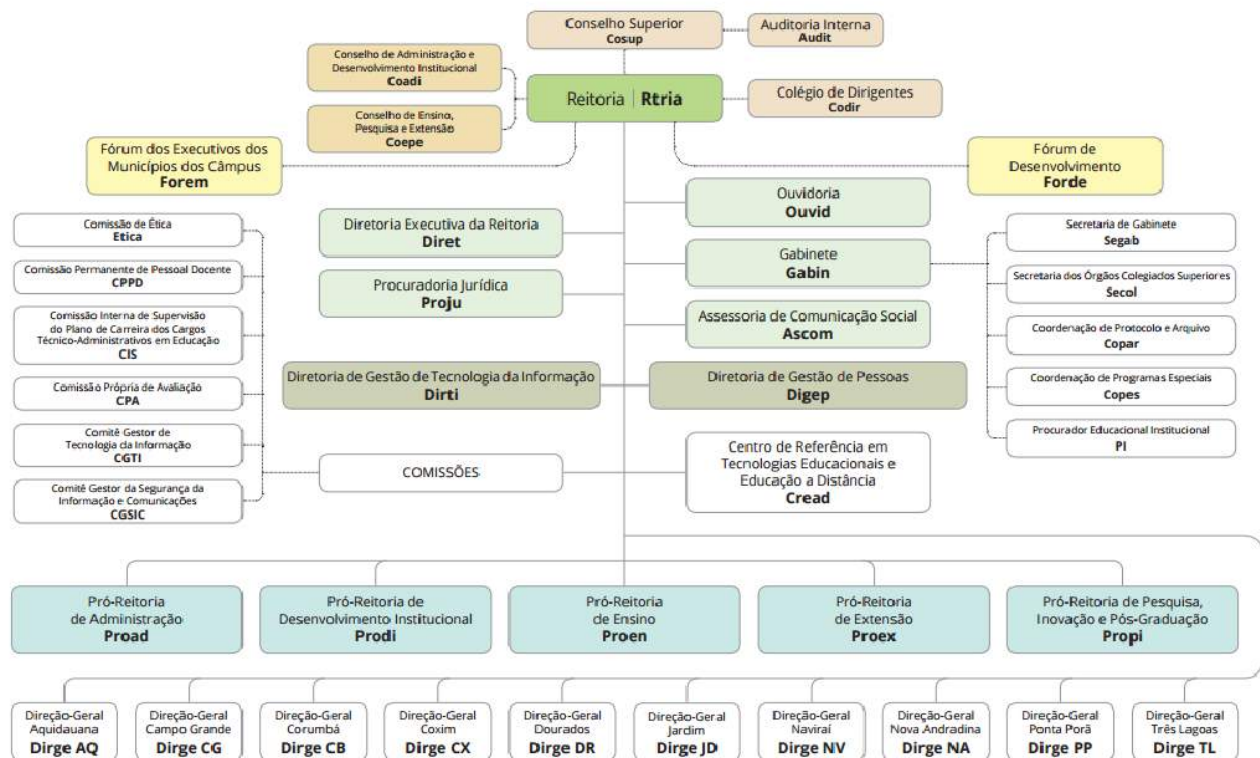 Conselho Superior
Cosup
Auditoria Interna
Audit
Conselho de Administração e
Desenvolvimento Institucional
Coadi
Reitoria | Rtria
Colégio de Dirigentes
Codir
Conselho de Ensino,
Pesquisa e Extensão
Coepe
Fórum dos Executivos dos
Municípios dos Câmpus
Forem
Fórum de
Desenvolvimento
Forde
Ouvidoria
Ouvid
Diretoria Executiva da Reitoria
Diret
Gabinete
Gabin
Procuradoria Jurídica
Proju
Assessoria de Comunicação Social
Ascom
Comissão de Ética
Etica
Comissão Permanente de Pessoal Docente
CPPD
Comissão Interna de Supervisão
do Plano de Carreira dos Cargos
Técnico-Administrativos em Educação
CIS
Comissão Própria de Avaliação
CPA
Comitê Gestor de
Tecnologia da Informação
CGTI
Comitê Gestor da Segurança da
Informação e Comunicações
CGSIC
Secretaria de Gabinete
Segab
Secretaria dos Órgãos Colegiados Superiores
Secol
Coordenação de Protocolo e Arquivo
Copar
Coordenação de Programas Especiais
Copes
Procurador Educacional Institucional
PI
Diretoria de Gestão de Tecnologia da Informação
Dirti
Diretoria de Gestão de Pessoas
Digep
COMISSÕES
Centro de Referência em
Tecnologias Educacionais e
Educação a Distância
Cread
Pró-Reitoria
de Administração
Proad
Pró-Reitoria de
Desenvolvimento Institucional
Prodi
Pró-Reitoria
de Ensino
Proen
Pró-Reitoria
de Extensão
Proex
Pró-Reitoria de Pesquisa,
Inovação e Pós-Graduação
Propi
Direção-Geral
Aquidauana
Dirge AQ
Direção-Geral
Campo Grande
Dirge CG
Direção-Geral
Corumbá
Dirge CB
Direção-Geral
Coxim
Dirge CX
Direção-Geral
Dourados
Dirge DR
Direção-Geral
Jardim
Dirge JD
Direção-Geral
Naviraí
Dirge NV
Direção-Geral
Nova Andradina
Dirge NA
Direção-Geral
Ponta Porã
Dirge PP
Direção-Geral
Três Lagoas
Dirge TL